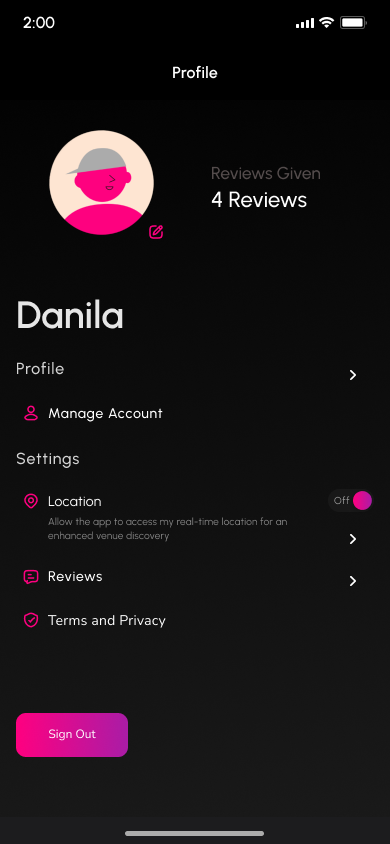 2:00
Profile
Reviews Given
4 Reviews
Danila
Profile
Manage Account
Settings
Location
Off
Allow the app to access my real-time location for an
enhanced venue discovery
Reviews
Terms and Privacy
Sign Out